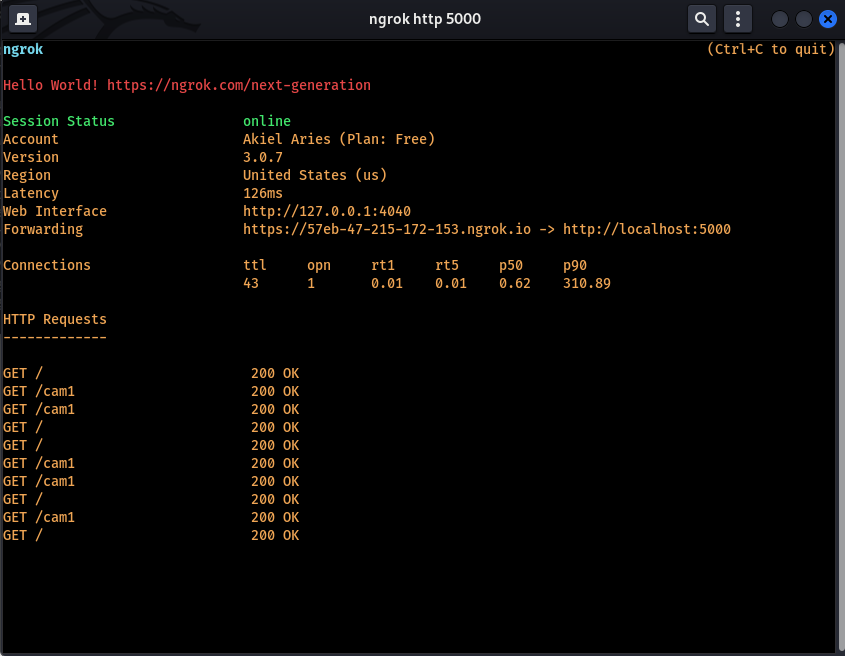 ngrok http 5000
ngrok (Ctrl+C to quit)
Hello World! https://ngrok.com/next-generation
Session Status online
Account Akiel Aries (Plan: Free)
Version 3.0.7
Region United States (us)
Latency 126ms
Web Interface http://127.0.0.1:4040
Forwarding https://57eb-47-215-172-153.ngrok.io -> http://localhost:5000
Connections ttl opn rt1 rt5 p50 p90
43 1 0.01 0.01 0.62 310.89
HTTP Requests
-------------
GET / 200 OK
GET /cam1 200 OK
GET /cam1 200 OK
GET / 200 OK
GET / 200 OK
GET /cam1 200 OK
GET /cam1 200 OK
GET / 200 OK
GET /cam1 200 OK
GET / 200 OK